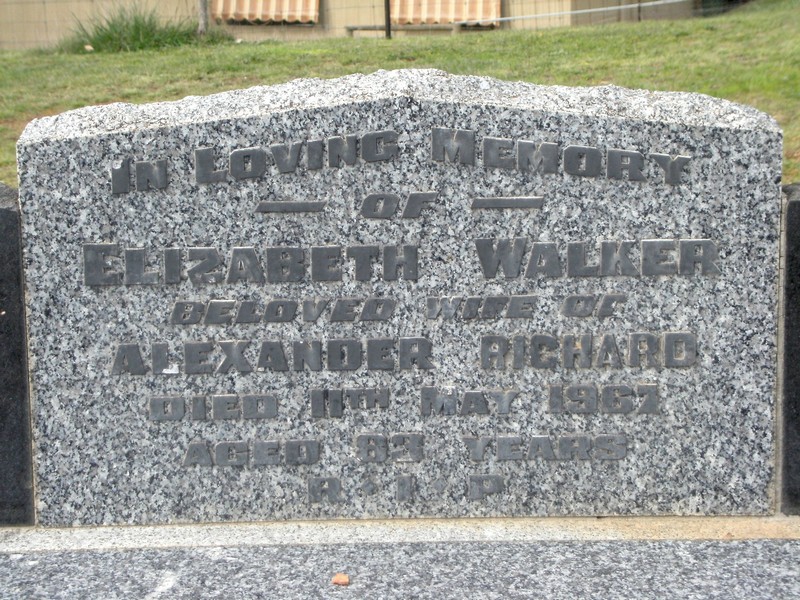 IN LOVING MEMORY
— OF —
ELIZABETH WALKER
BELOVED WIFE OF
ALEXANDER RICHARD
DIED 11TH MAY 1967
AGED 83 YEARS
R·I·P